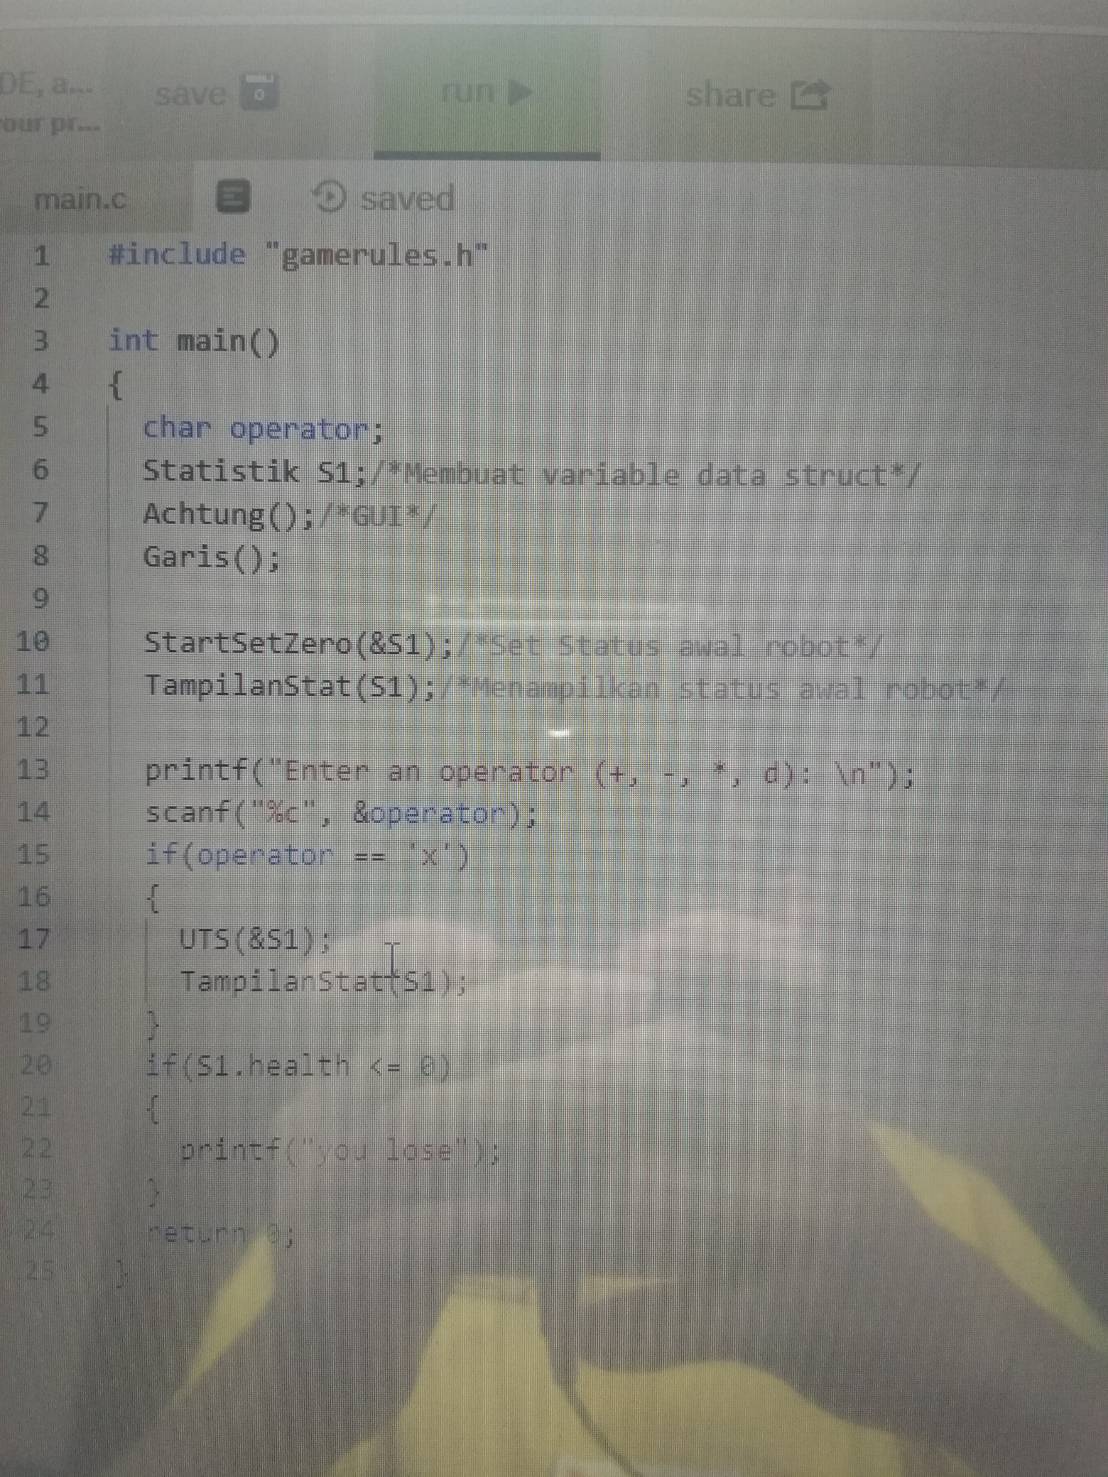 DE, a...
save
run
share
our pr...
main.c
saved
1 #include "gamerules.h"
2
3 int main()
4 {
5 char operator;
6 Statistik S1;/*Membuat variable data struct*/
7 Achtung();/*GUI*/
8 Garis();
9
10 StartSetZero(&S1);/*Set Status awal robot*/
11 TampilanStat(S1);/*Menampilkan status awal robot*/
12
13 printf("Enter an operator (+, -, *, d): \n");
14 scanf("%c", &operator);
15 if(operator == 'x')
16 {
17 UTS(&S1);
18 TampilanStat(S1);
19 }
20 if(S1.health <= 0)
21 {
22 printf("you lose");
23 }
24 return 0;
25 }